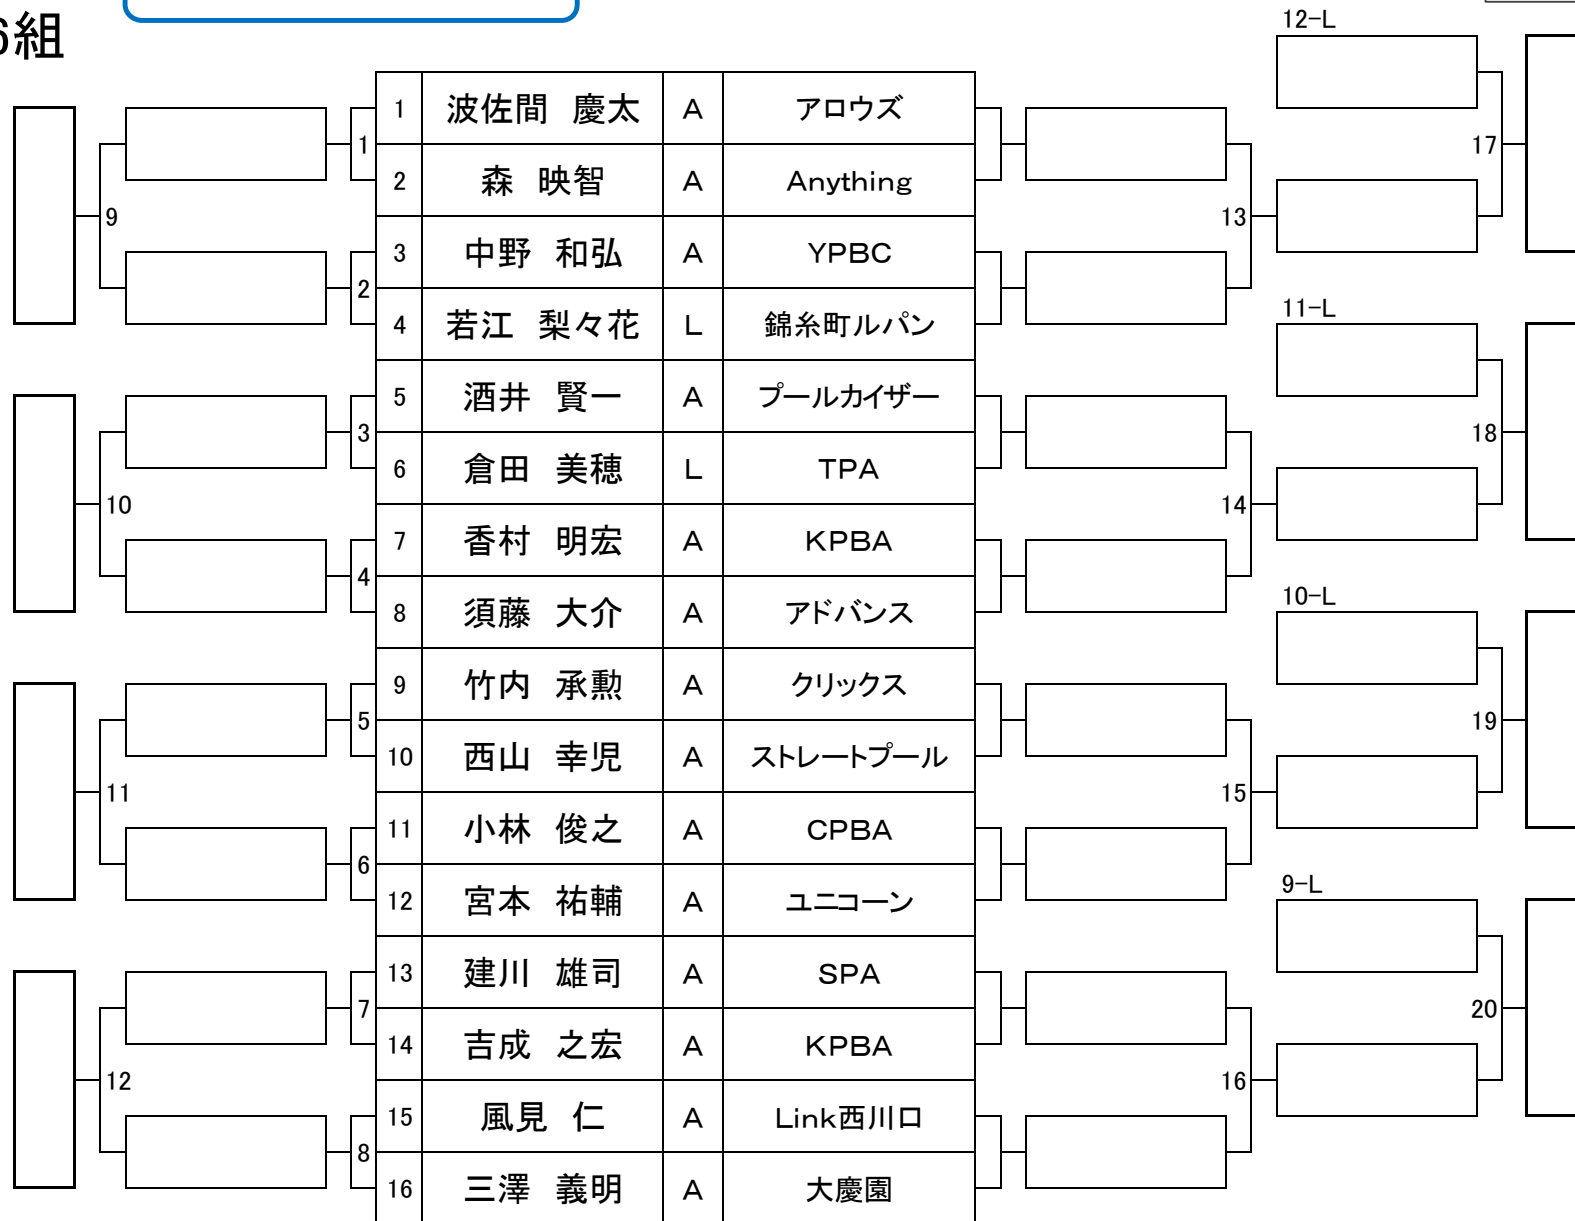 6組
12-L
1 波佐間 慶太 A アロウズ
1
17
2 森 映智 A Anything
9
13
3 中野 和弘 A YPBC
2
11-L
4 若江 梨々花 L 錦糸町ルパン
5 酒井 賢一 A プールカイザー
3
18
6 倉田 美穂 L TPA
10
14
7 香村 明宏 A KPBA
4
10-L
8 須藤 大介 A アドバンス
9 竹内 承勲 A クリックス
5
19
10 西山 幸児 A ストレートプール
11
15
11 小林 俊之 A CPBA
6
9-L
12 宮本 祐輔 A ユニコーン
13 建川 雄司 A SPA
7
20
14 吉成 之宏 A KPBA
12
16
15 風見 仁 A Link西川口
8
16 三澤 義明 A 大慶園